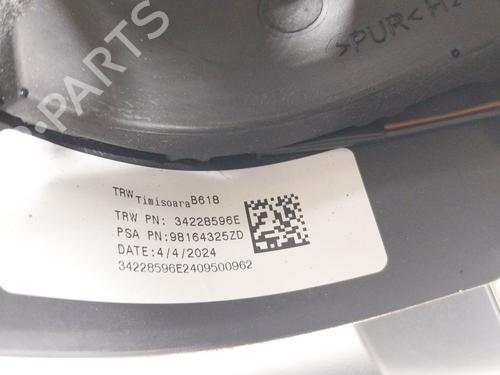 B-PARTS
>PUR<
TRW Timisoara B618
TRW PN: 34228596E
PSA PN:98164325ZD
DATE:4/4/2024
34228596E2409500962